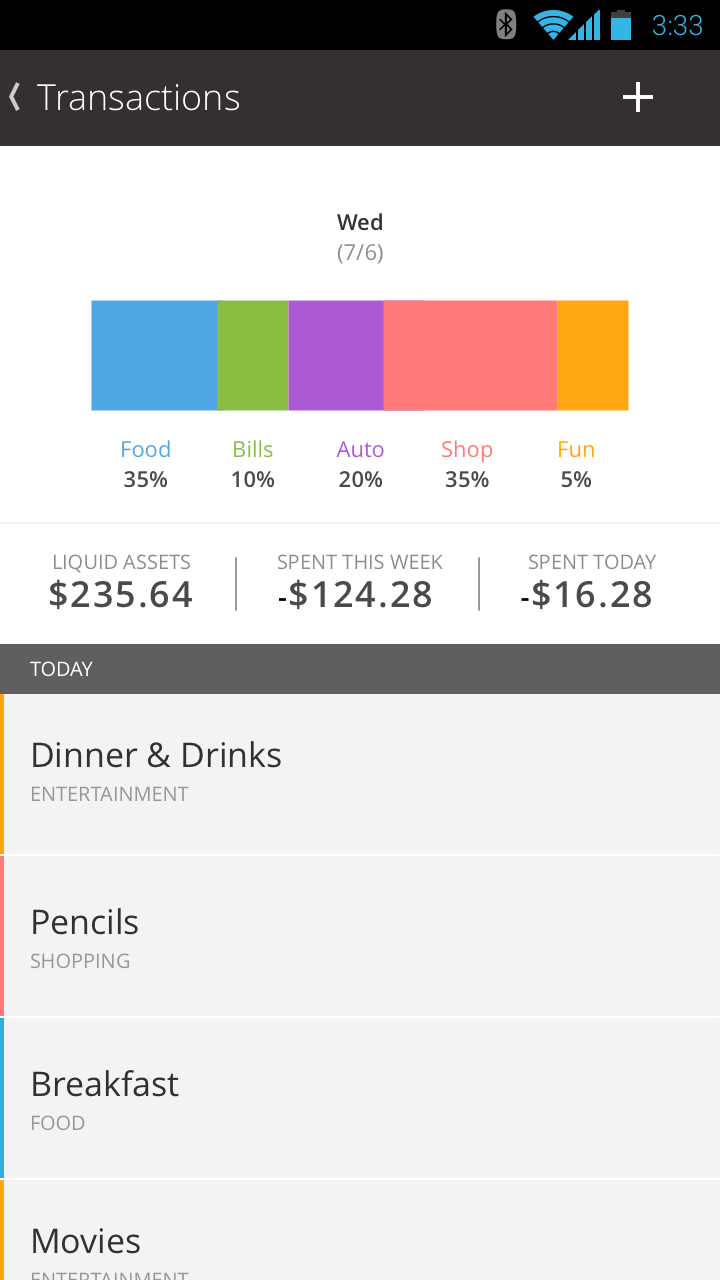 3:33
Transactions
Wed
(7/6)
Food Bills Auto Shop Fun
35% 10% 20% 35% 5%
LIQUID ASSETS SPENT THIS WEEK SPENT TODAY
$235.64 -$124.28 -$16.28
TODAY
Dinner & Drinks
ENTERTAINMENT
Pencils
SHOPPING
Breakfast
FOOD
Movies
ENTERTAINMENT